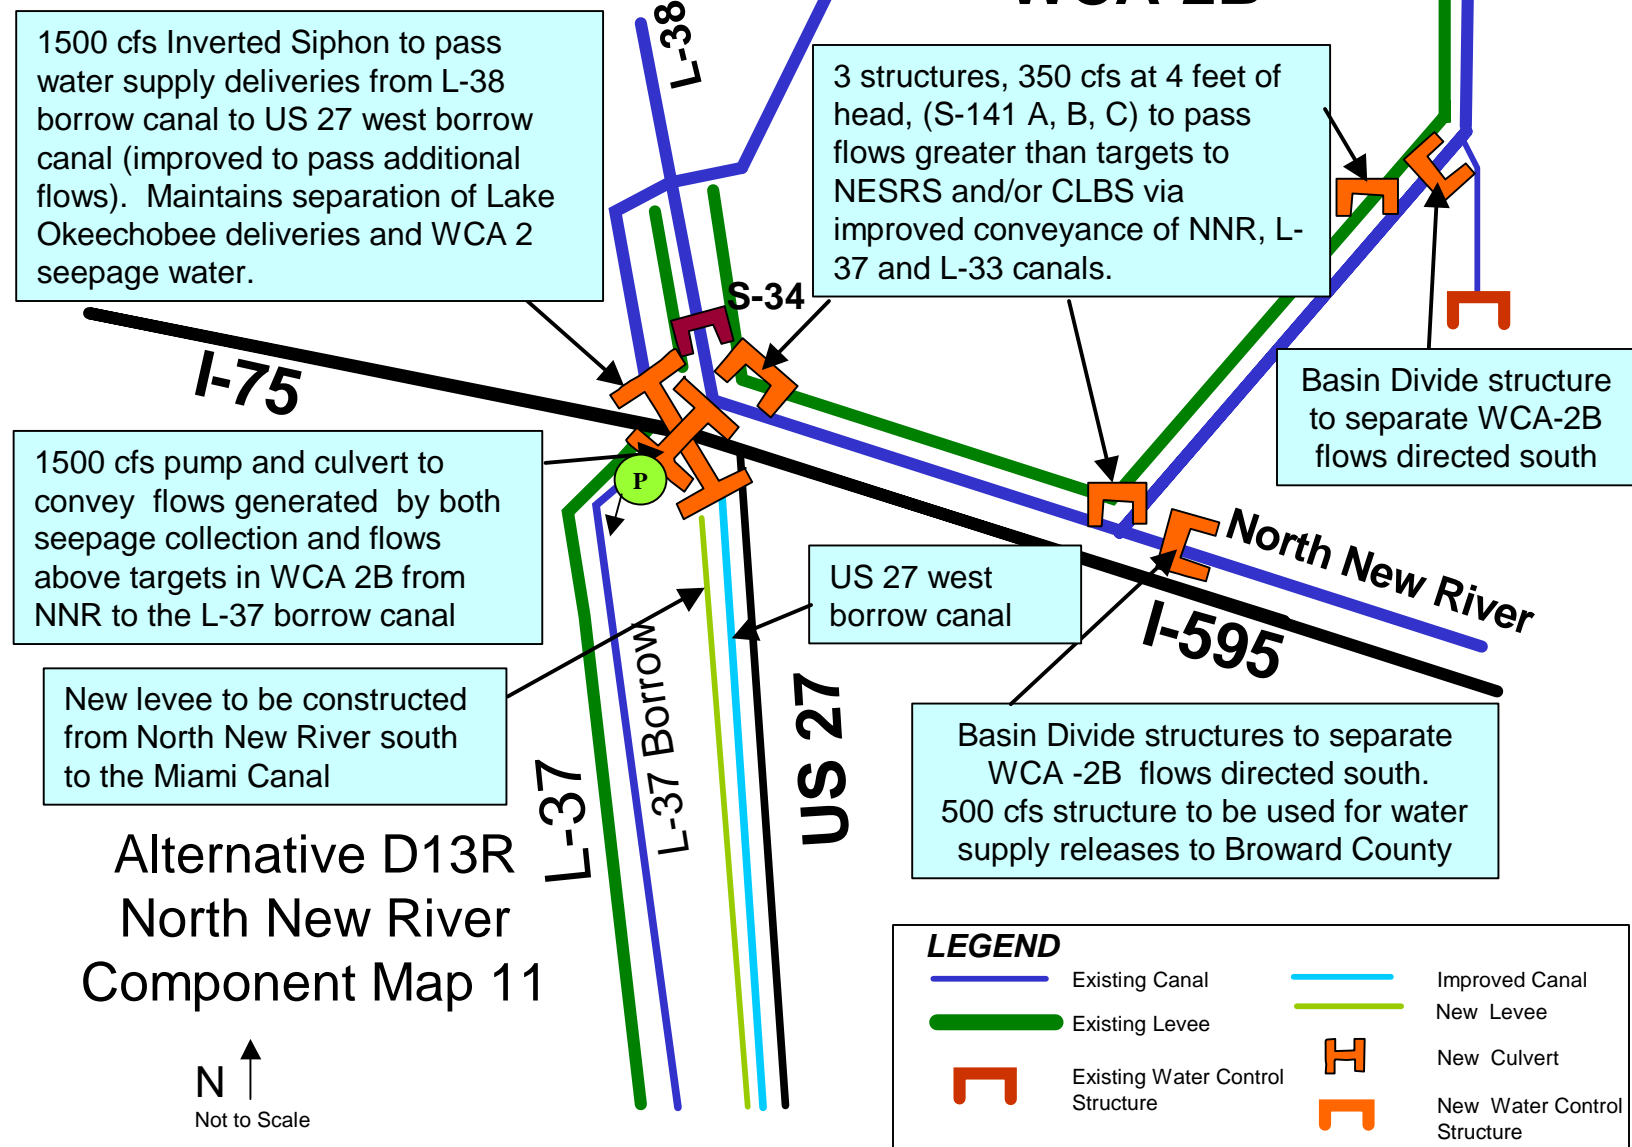 WCA-2B
L-38
1500 cfs Inverted Siphon to pass
water supply deliveries from L-38
borrow canal to US 27 west borrow
canal (improved to pass additional
flows). Maintains separation of Lake
Okeechobee deliveries and WCA 2
seepage water.
3 structures, 350 cfs at 4 feet of
head, (S-141 A, B, C) to pass
flows greater than targets to
NESRS and/or CLBS via
improved conveyance of NNR, L-
37 and L-33 canals.
S-34
I-75
Basin Divide structure
to separate WCA-2B
flows directed south
1500 cfs pump and culvert to
convey flows generated by both
seepage collection and flows
above targets in WCA 2B from
NNR to the L-37 borrow canal
P
North New River
US 27 west
borrow canal
I-595
New levee to be constructed
from North New River south
to the Miami Canal
L-37 Borrow
L-37
US 27
Basin Divide structures to separate
WCA -2B flows directed south.
500 cfs structure to be used for water
supply releases to Broward County
Alternative D13R
North New River
Component Map 11
N
Not to Scale
LEGEND
Existing Canal
Existing Levee
Existing Water Control
Structure
Improved Canal
New Levee
New Culvert
New Water Control
Structure